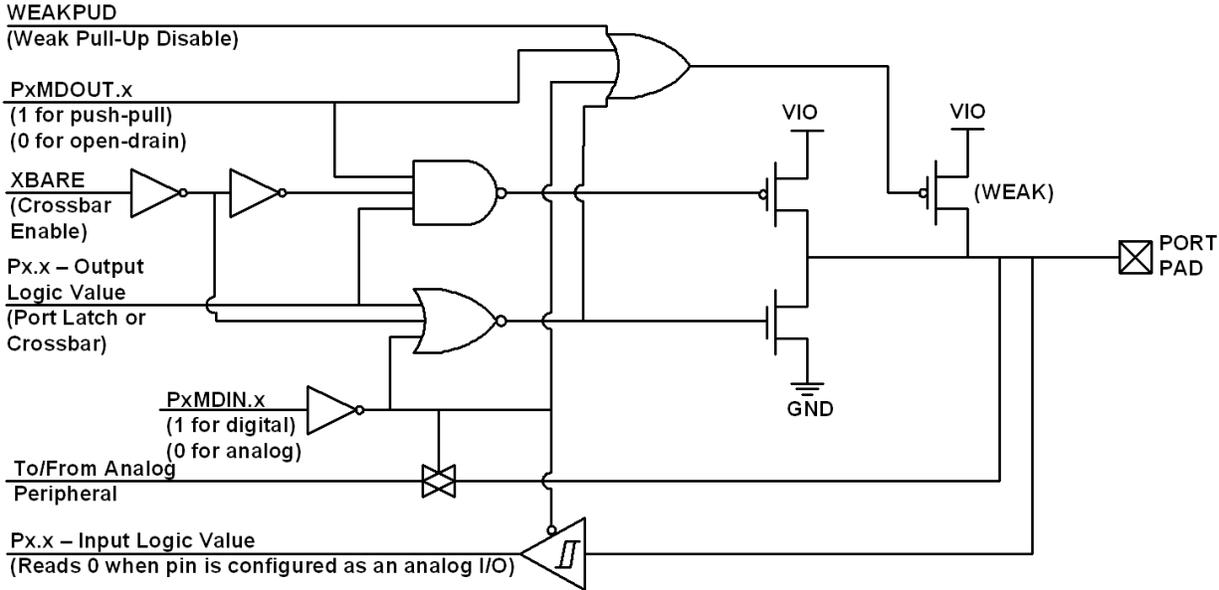 WEAKPUD
(Weak Pull-Up Disable)
PxMDOUT.x
(1 for push-pull)
(0 for open-drain)
XBARE
(Crossbar
Enable)
Px.x – Output
Logic Value
(Port Latch or
Crossbar)
PxMDIN.x
(1 for digital)
(0 for analog)
To/From Analog
Peripheral
Px.x – Input Logic Value
(Reads 0 when pin is configured as an analog I/O)
VIO
VIO
(WEAK)
GND
PORT
PAD